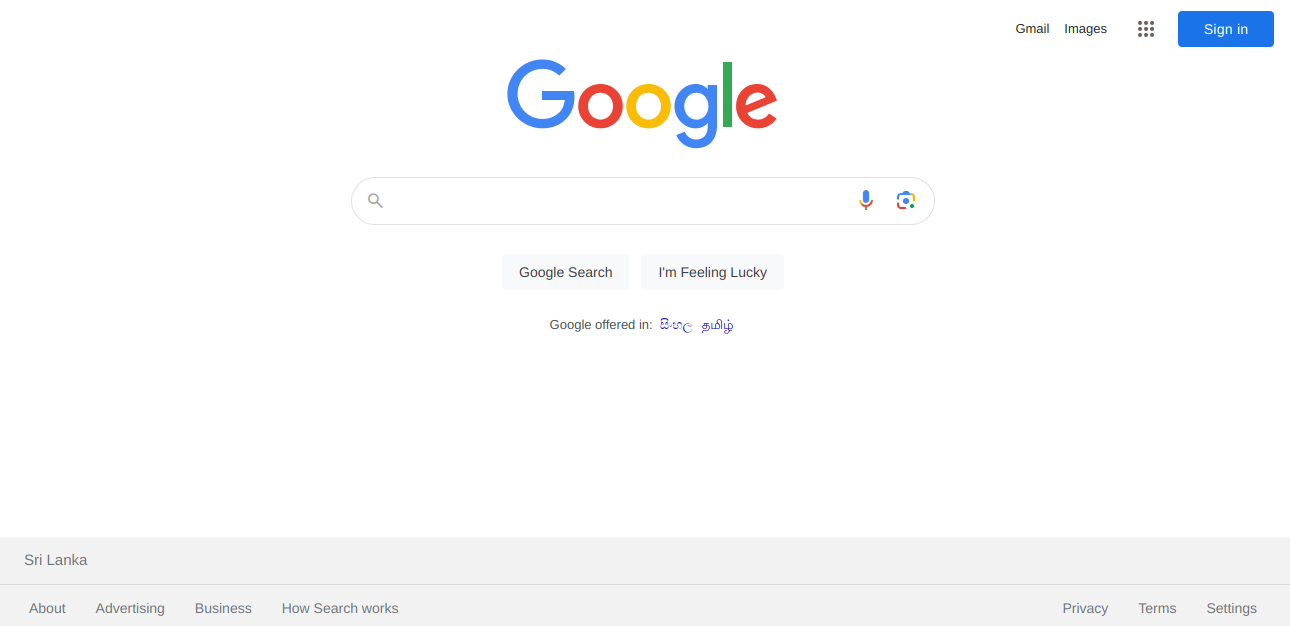 Gmail Images Sign in
Google
Google Search I'm Feeling Lucky
Google offered in: සිංහල தமிழ்
Sri Lanka
About Advertising Business How Search works Privacy Terms Settings